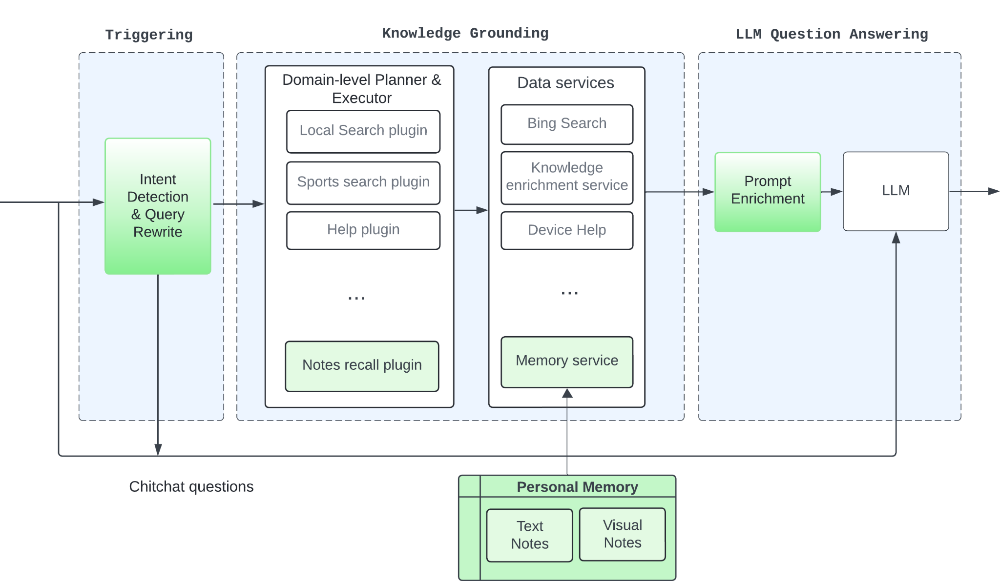 Triggering
Knowledge Grounding
LLM Question Answering
Intent
Detection
& Query
Rewrite
Domain-level Planner &
Executor
Local Search plugin
Sports search plugin
Help plugin
...
Notes recall plugin
Data services
Bing Search
Knowledge
enrichment service
Device Help
...
Memory service
Prompt
Enrichment
LLM
Chitchat questions
Personal Memory
Text
Notes
Visual
Notes